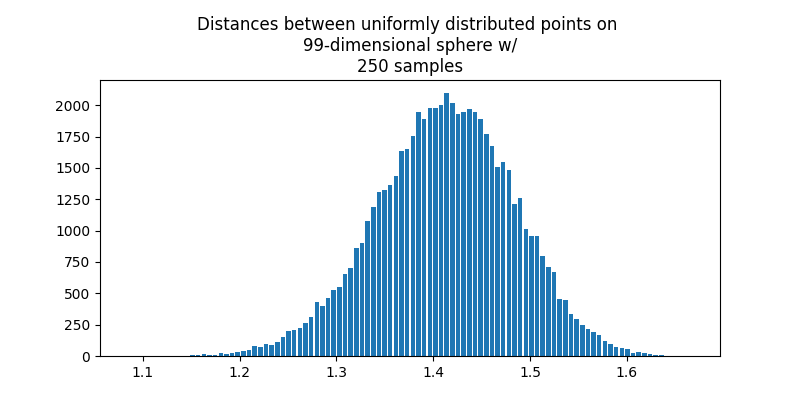 Distances between uniformly distributed points on
99-dimensional sphere w/
250 samples
2000
1750
1500
1250
1000
750
500
250
0
1.1 1.2 1.3 1.4 1.5 1.6